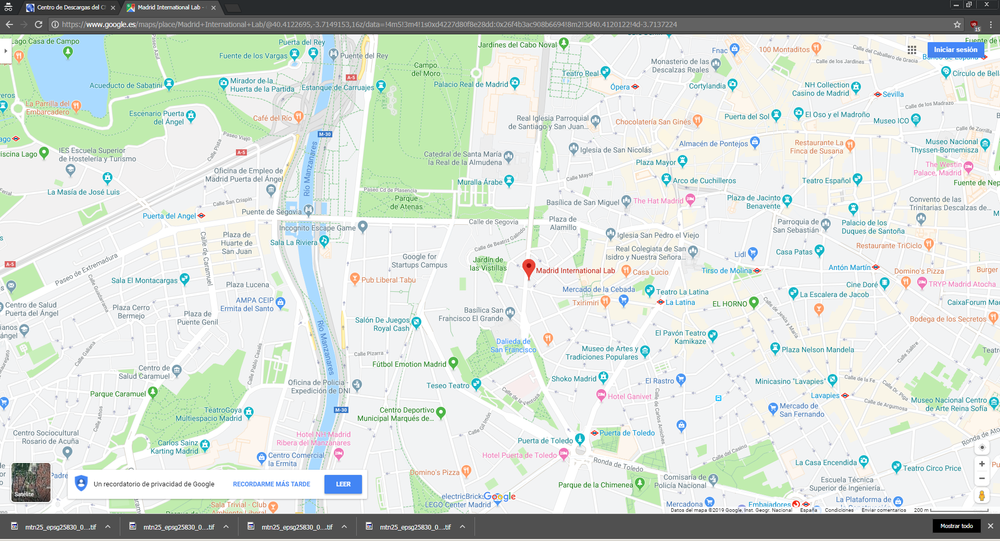 Centro de Descargas del C
Madrid International Lab -
https://www.google.es/maps/place/Madrid+International+Lab/@40.4122695,-3.7149153,16z/data=!4m5!3m4!1s0xd4227d80f8e28dd:0x26f4b3ac908b6694!8m2!3d40.4120122!4d-3.7137224
15
Lago Casa de Campo
Paseo Azul
Puerta del Rey
Fuente de los Vargas
Puente del Rey
A-5
Campo
del Moro
Jardines del Cabo Noval
Palacio Real de Madrid
Teatro Real
Ópera
Monasterio de las
Descalzas Reales
Fnac
100 Montaditos
Calle del Caballero de Gracia
Calle de los Jardines
Iniciar sesión
Banco de España
Círculo de Bell
Cortylandia
NH Collection
Casino de Madrid
Sevilla
Calle de los Madrazo
Acueducto de Sabatini
Mirador de la
Huerta de la Partida
Estanque de Carruajes
La Parrilla del
Embarcadero
Escénario Puerta
del Ángel
Café del Río
M-30
Real Iglesia Parroquial
de Santiago y San Juan...
Chocolatería San Ginés
Puerta del Sol
El Oso y el Madroño
Museo ICO
Calle de Zorrilla
Paseo Viejo
Calle Plista
A-5
IES Escuela Superior
de Hostelería y Turismo
Río Manzanares
Catedral de Santa María
la Real de la Almudena
Iglesia de San Nicolás
Almacén de Pontejos
Restaurante La
Finca de Susana
Museo Nacional
Thyssen-Bornemisza
Plaza Mayor
The Westin
Palace, Madrid
Oficina de Empleo de
Madrid Puerta del Ángel
La Masía de José Luis
Muralla Árabe
Calle Mayor
Arco de Cuchilleros
Teatro Español
Calle San Crispin
Paseo Cd de Plasencia
Parque
de Atenas
Basílica de San Miguel
The Hat Madrid
Plaza de Jacinto
Benavente
Convento de las
Trinitarias Descalzas de...
Puerta del Angel
Puente de Segovia
Calle de Segovia
Plaza de
Alamillo
Parroquia de
San Sebastián
Palacio de los
Duques de Santoña
Incognito Escape Game
Sala La Riviera
Calle de Beatriz Galindo
Iglesia San Pedro el Viejo
Restaurante TriCiclo
Plaza de
Huarte de
San Juan
Calle de Caramuel
Real Colegiata de San
Isidro y Nuestra Señora...
Lidl
Casa Patas
A-5
Paseo de Extremadura
Google for
Startups Campus
Jardín de
las Vistillas
Madrid International Lab
Casa Lucio
Tirso de Molina
Antón Martín
Domino's Pizza
Burger
Sala El Montacargas
Plaza Lucena
Pub Liberal Tabu
Mercado de la Cebada
Teatro La Latina
Cine Doré
TRYP Madrid Atocha
Calle Guadarrama
Centro de Salud
Puerta del Ángel
Plaza Cerro
Bermejo
AMPA CEIP
Ermita del Santo
Txirimiri
La Latina
EL HORNO
La Escalera de Jacob
CaixaForum Ma
Plaza de
Puente Genil
Salón De Juegos
Royal Cash
Basílica San
Francisco El Grande
Calle de Jesús y María
Bodega de los Secretos
Río Manzanares
El Pavón Teatro
Kamikaze
Calle Galiana
Calle Pablo Casals
Calle Pizarra
Dalieda de
San Francisco
Museo de Artes y
Tradiciones Populares
Plaza Nelson Mandela
Calle Salitre
Centro de
Salud Caramuel
Fútbol Emotion Madrid
Shoko Madrid
El Rastro
Minicasino "Lavapies"
Calle de la Fe
Calle Dr. Piga
Parque Caramuel
Oficina de Policia -
Expedición de DNI
Teseo Teatro
Calle de la Ventosa
Hotel Ganivet
Calle de Carlos Arniches
Lavapies
Calle de Argumosa
Museo Nacional Centro
de Arte Reina Sofía
TeatroGoya
Multiespacio Madrid
M-30
Centro Deportivo
Municipal Marqués de...
Calle Gil Imón
Mercado de
San Fernando
Calle Athos
Centro Sociocultural
Rosario de Acuña
Hotel NH Madrid
Ribera del Manzanares
Puerta de Toledo
Puerta de Toledo
Ronda de Ato
Carlos Sainz
Karting Madrid
Centro Comercial
la Ermita
Hotel Puerta de Toledo
Ronda de Toledo
Calle del Casino
La Casa Encendida
Teatro Circo Price
Domino's Pizza
Parque de la Chimenea
Comisaría de
Policía Nacional
Escuela Técnica
Superior de Ingeniería...
Satélite
Padre
Un recordatorio de privacidad de Google
RECORDARME MÁS TARDE
LEER
electricBricks
LEGO Center Madrid
Google
Sala Trivial - Club
Ambiente Liberal
Mercadona
Embajadores
La Plataforma de
la Construcción
Datos del mapa ©2019 Google, Inst. Geogr. Nacional
España
Condiciones
Enviar comentarios
200 m
mtn25_epsg25830_0....tif
mtn25_epsg25830_0....tif
mtn25_epsg25830_0....tif
mtn25_epsg25830_0....tif
Mostrar todo